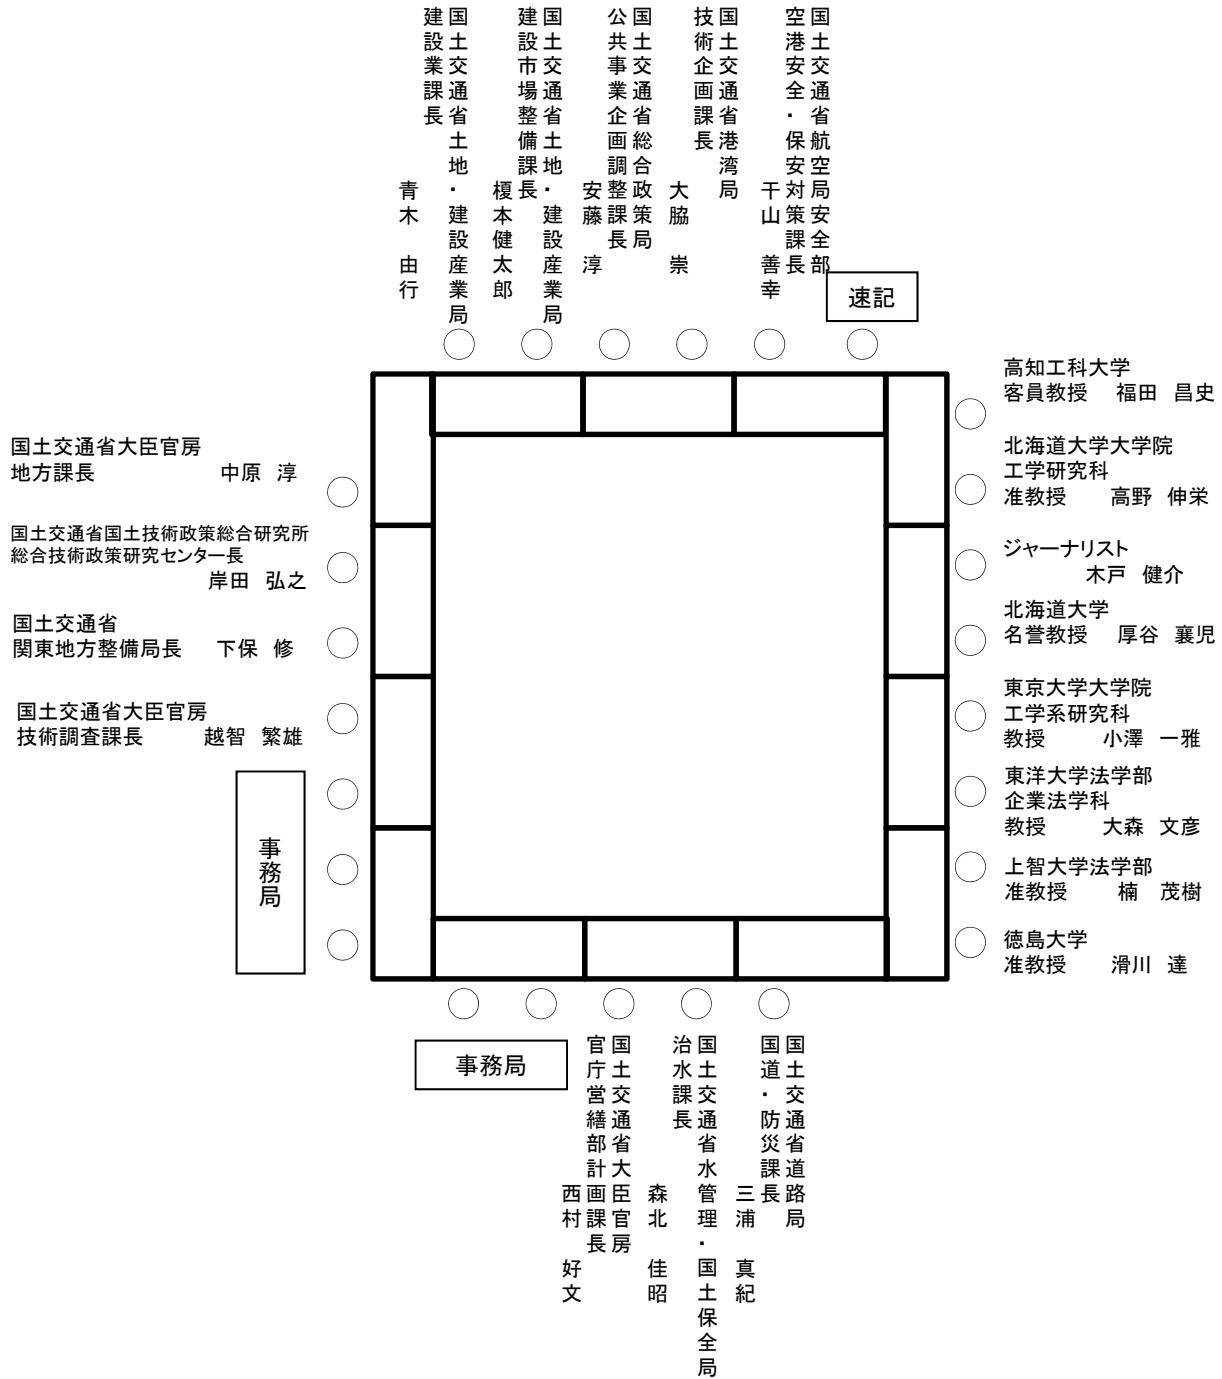 国土交通省航空局安全部
空港安全・保安対策課長
干山 善幸
国土交通省港湾局
技術企画課長
大脇 崇
国土交通省総合政策局
公共事業企画調整課長
安藤 淳
国土交通省土地・建設産業局
建設市場整備課長
榎本健太郎
国土交通省土地・建設産業局
建設業課長
青木 由行
速記
高知工科大学
客員教授 福田 昌史
北海道大学大学院
工学研究科
准教授 高野 伸栄
ジャーナリスト
木戸 健介
北海道大学
名誉教授 厚谷 襄児
東京大学大学院
工学系研究科
教授 小澤 一雅
東洋大学法学部
企業法学科
教授 大森 文彦
上智大学法学部
准教授 楠 茂樹
徳島大学
准教授 滑川 達
国土交通省大臣官房
地方課長 中原 淳
国土交通省国土技術政策総合研究所
総合技術政策研究センター長
岸田 弘之
国土交通省
関東地方整備局長 下保 修
国土交通省大臣官房
技術調査課長 越智 繁雄
事務局
事務局
国土交通省道路局
国道・防災課長
三浦 真紀
国土交通省水管理・国土保全局
治水課長
森北 佳昭
国土交通省大臣官房
官庁営繕部計画課長
西村 好文